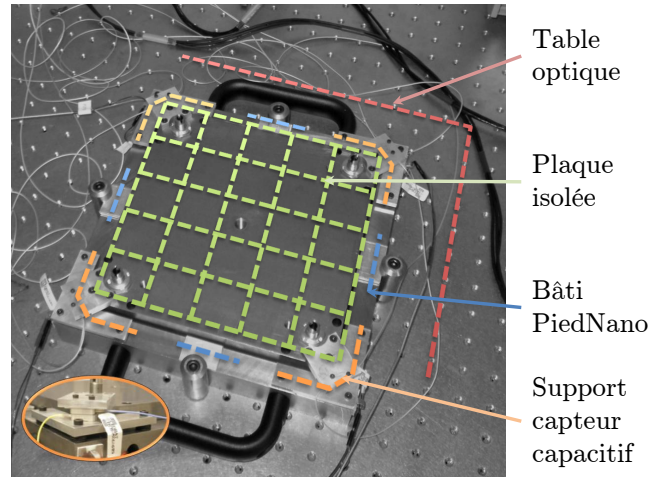 Table
optique
Plaque
isolée
Bâti
PiedNano
Support
capteur
capacitif